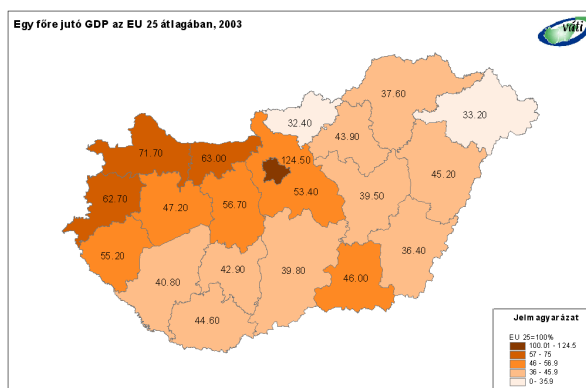 Egy főre jutó GDP az EU 25 átlagában, 2003
váti
37.60
32.40
33.20
43.90
71.70
63.00
124.50
45.20
62.70
47.20
56.70
53.40
39.50
55.20
36.40
40.80
42.90
39.80
46.00
44.60
Jelmagyarázat
EU 25=100%
100.01 - 124.5
57 - 75
46 - 56.9
36 - 45.9
0 - 35.9